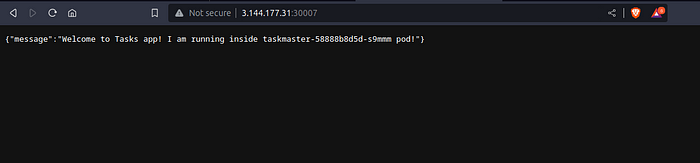 Not secure 3.144.177.31:30007
{"message":"Welcome to Tasks app! I am running inside taskmaster-58888b8d5d-s9mmm pod!"}